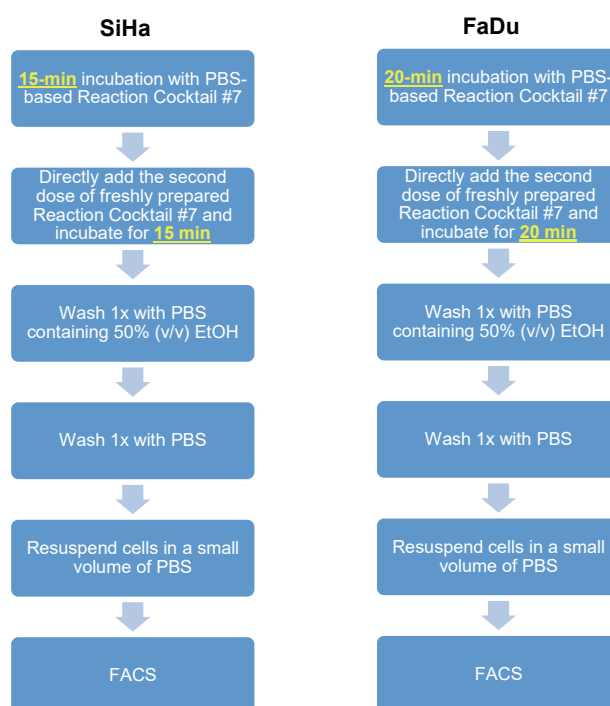 SiHa
15-min incubation with PBS-
based Reaction Cocktail #7
Directly add the second
dose of freshly prepared
Reaction Cocktail #7 and
incubate for 15 min
Wash 1x with PBS
containing 50% (v/v) EtOH
Wash 1x with PBS
Resuspend cells in a small
volume of PBS
FACS
FaDu
20-min incubation with PBS-
based Reaction Cocktail #7
Directly add the second
dose of freshly prepared
Reaction Cocktail #7 and
incubate for 20 min
Wash 1x with PBS
containing 50% (v/v) EtOH
Wash 1x with PBS
Resuspend cells in a small
volume of PBS
FACS